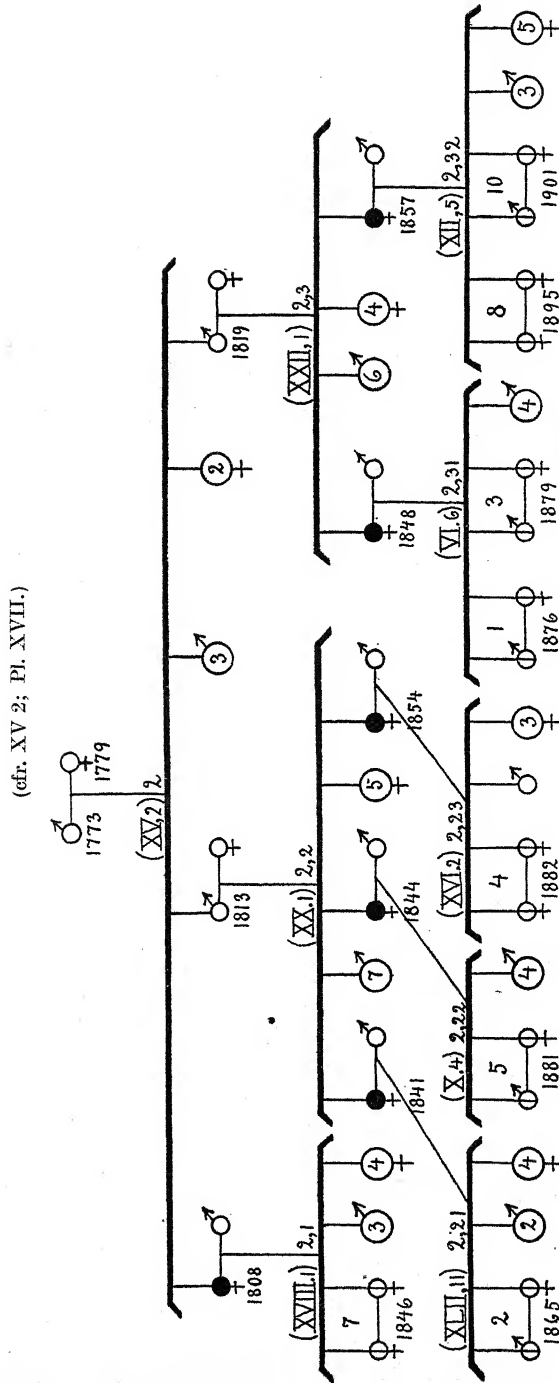 (cfr. XV 2; Pl. XVII.)
1773 1779
(XV,2) 2
3 2
1808 1813 1819
(XVIII.1) 2,1 (XX.1) 2,2 (XXII,1) 2,3
7 3 4 7 5 6 4
1846 1841 1844 1854 1848 1857
(XLII,11) 2,21 (X.4) 2,22 (XVI.2) 2,23 (VI.6) 2,31 (XII,5) 2,32
2 2 4 5 4 4 3 1 3 4 8 10 3 5
1865 1881 1882 1876 1879 1895 1901